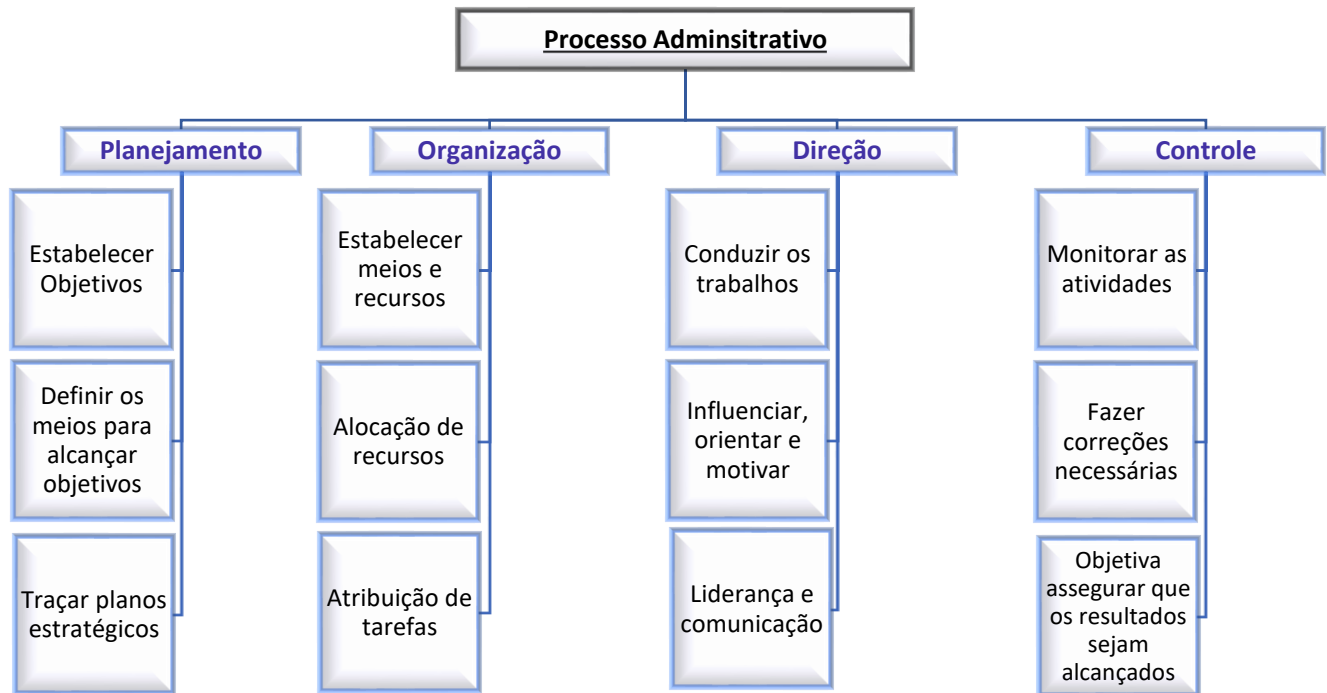 Processo Adminsitrativo
Planejamento
Estabelecer
Objetivos
Definir os
meios para
alcançar
objetivos
Traçar planos
estratégicos
Organização
Estabelecer
meios e
recursos
Alocação de
recursos
Atribuição de
tarefas
Direção
Conduzir os
trabalhos
Influenciar,
orientar e
motivar
Liderança e
comunicação
Controle
Monitorar as
atividades
Fazer
correções
necessárias
Objetiva
assegurar que
os resultados
sejam
alcançados